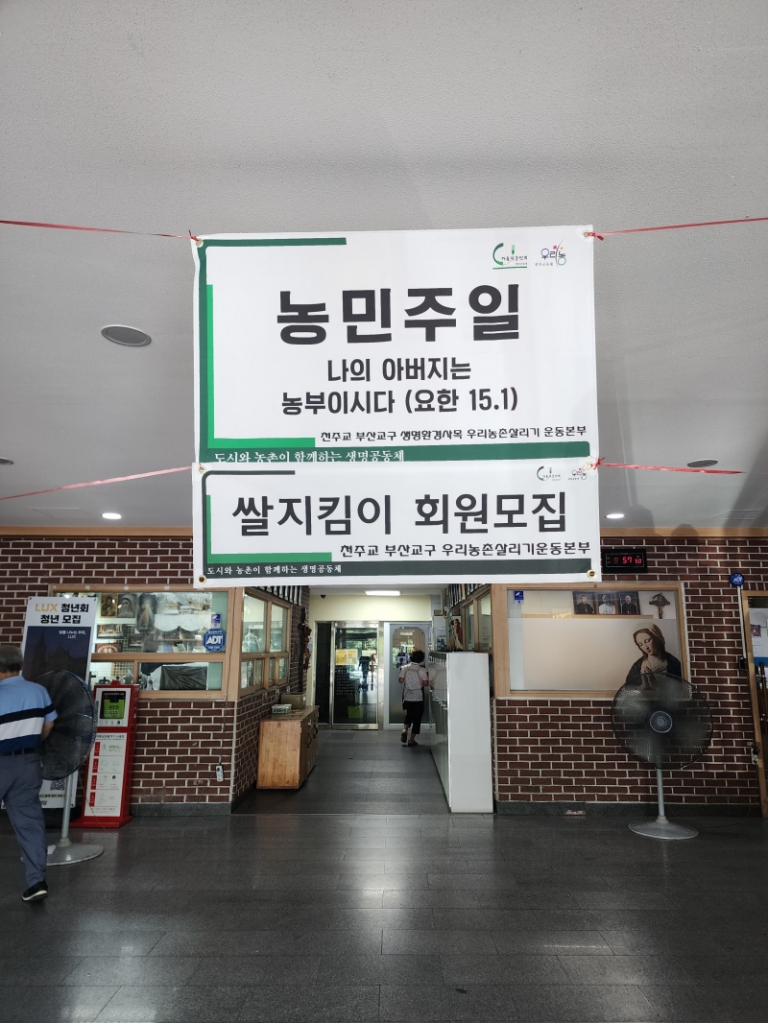 농민주일
나의 아버지는
농부이시다 (요한 15.1)
천주교 부산교구 생명환경사목 우리농촌살리기 운동본부
도시와 농촌이 함께하는 생명공동체
쌀지킴이 회원모집
천주교 부산교구 우리농촌살리기운동본부
도시와 농촌이 함께하는 생명공동체
LUX 청년회
청년 모집
ADT